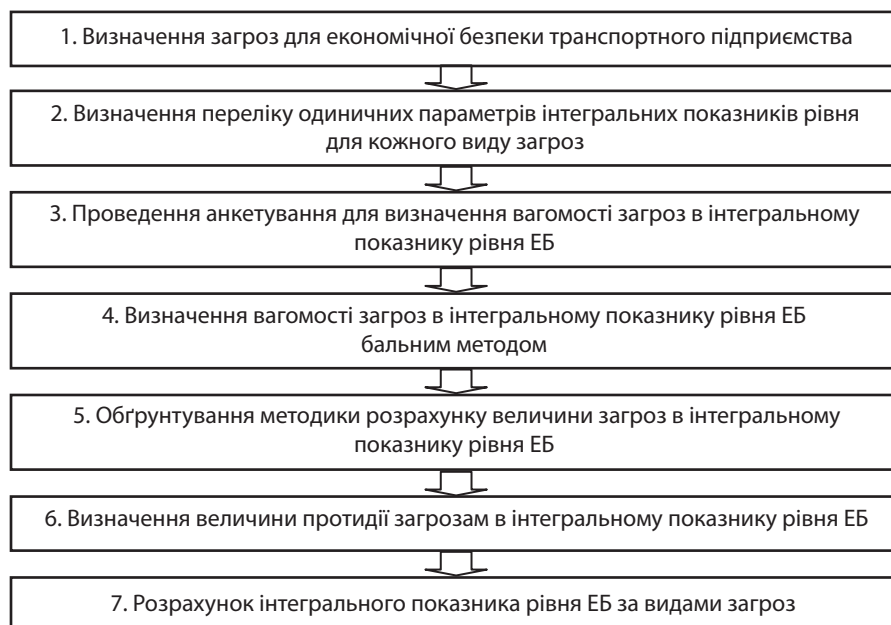 1. Визначення загроз для економічної безпеки транспортного підприємства
2. Визначення переліку одиничних параметрів інтегральних показників рівня
для кожного виду загроз
3. Проведення анкетування для визначення вагомості загроз в інтегральному
показнику рівня ЕБ
4. Визначення вагомості загроз в інтегральному показнику рівня ЕБ
бальним методом
5. Обґрунтування методики розрахунку величини загроз в інтегральному
показнику рівня ЕБ
6. Визначення величини протидії загрозам в інтегральному показнику рівня ЕБ
7. Розрахунок інтегрального показника рівня ЕБ за видами загроз